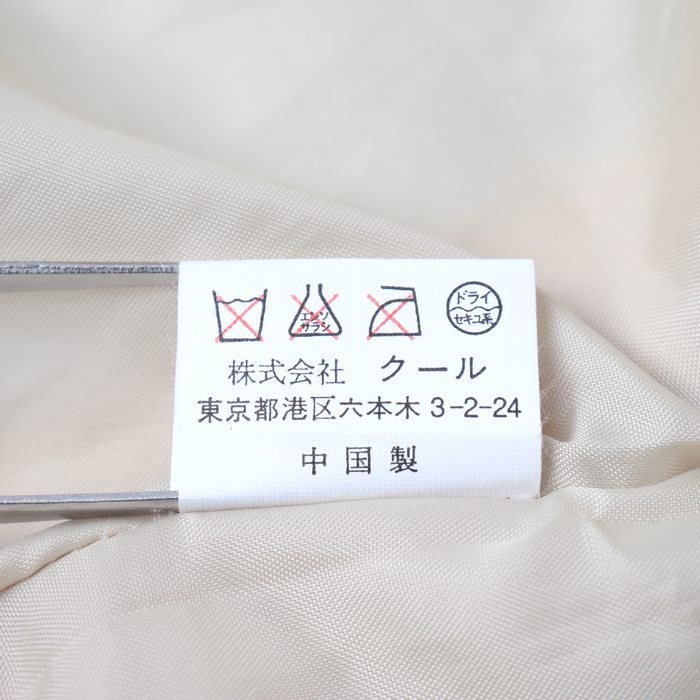 エンソ
サラシ
ドライ
セキユ系
株式会社 クール
東京都港区六本木 3-2-24
中国製